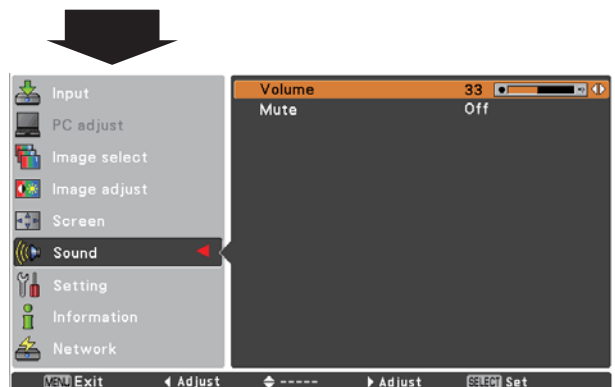 Input
PC adjust
Image select
Image adjust
Screen
Sound
Setting
Information
Network
Volume 33
Mute Off
MENU Exit Adjust ----- Adjust SELECT Set